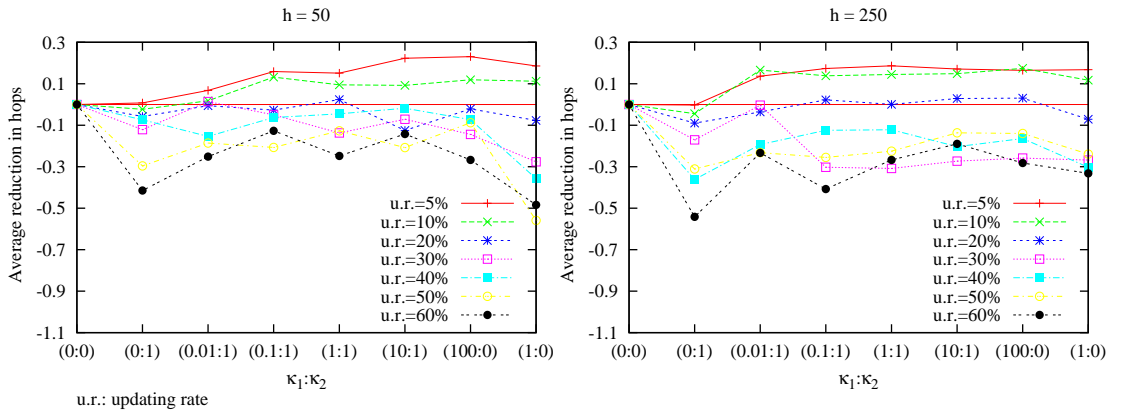 h = 50
Average reduction in hops
0.3
0.1
-0.1
-0.3
-0.5
-0.7
-0.9
-1.1
u.r.=5%
u.r.=10%
u.r.=20%
u.r.=30%
u.r.=40%
u.r.=50%
u.r.=60%
(0:0) (0:1) (0.01:1) (0.1:1) (1:1) (10:1) (100:0) (1:0)
κ1:κ2
u.r.: updating rate
h = 250
Average reduction in hops
0.3
0.1
-0.1
-0.3
-0.5
-0.7
-0.9
-1.1
u.r.=5%
u.r.=10%
u.r.=20%
u.r.=30%
u.r.=40%
u.r.=50%
u.r.=60%
(0:0) (0:1) (0.01:1) (0.1:1) (1:1) (10:1) (100:0) (1:0)
κ1:κ2